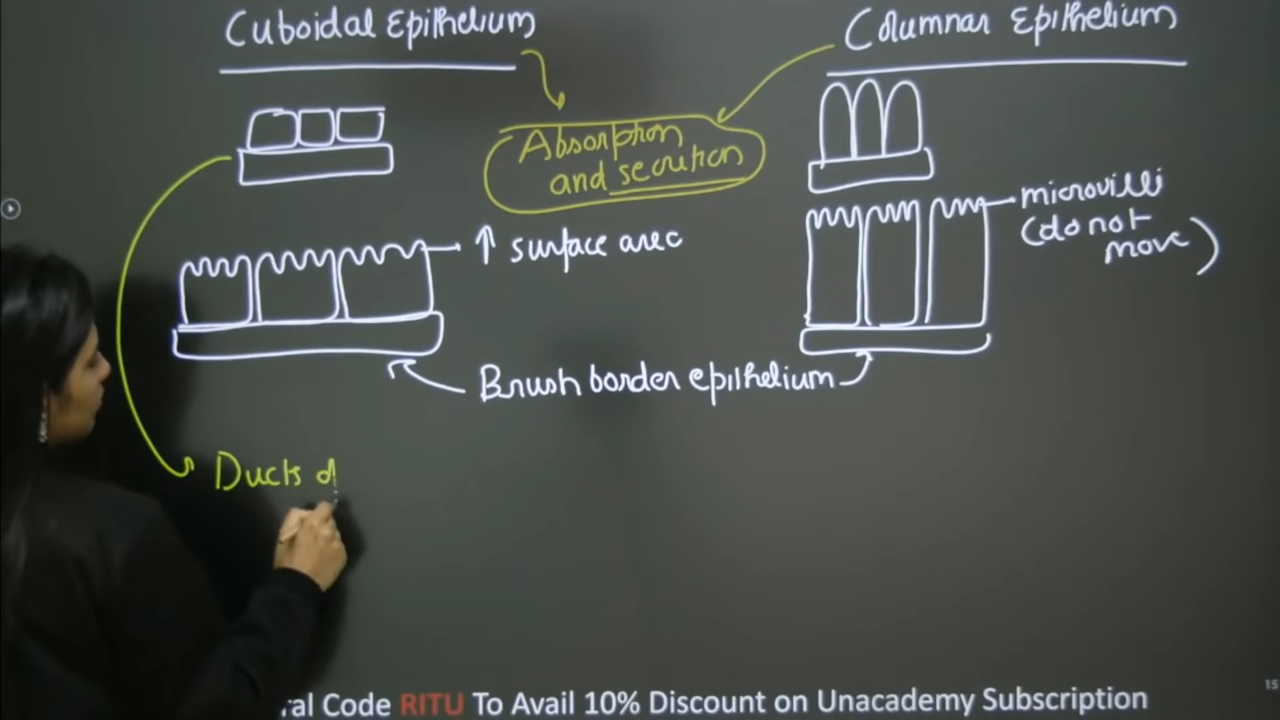 Cuboidal Epithelium
Columnar Epithelium
Absorption
and secretion
microvilli
(do not
move)
↑ surface area
Brush border epithelium
Ducts of
ral Code RITU To Avail 10% Discount on Unacademy Subscription
15